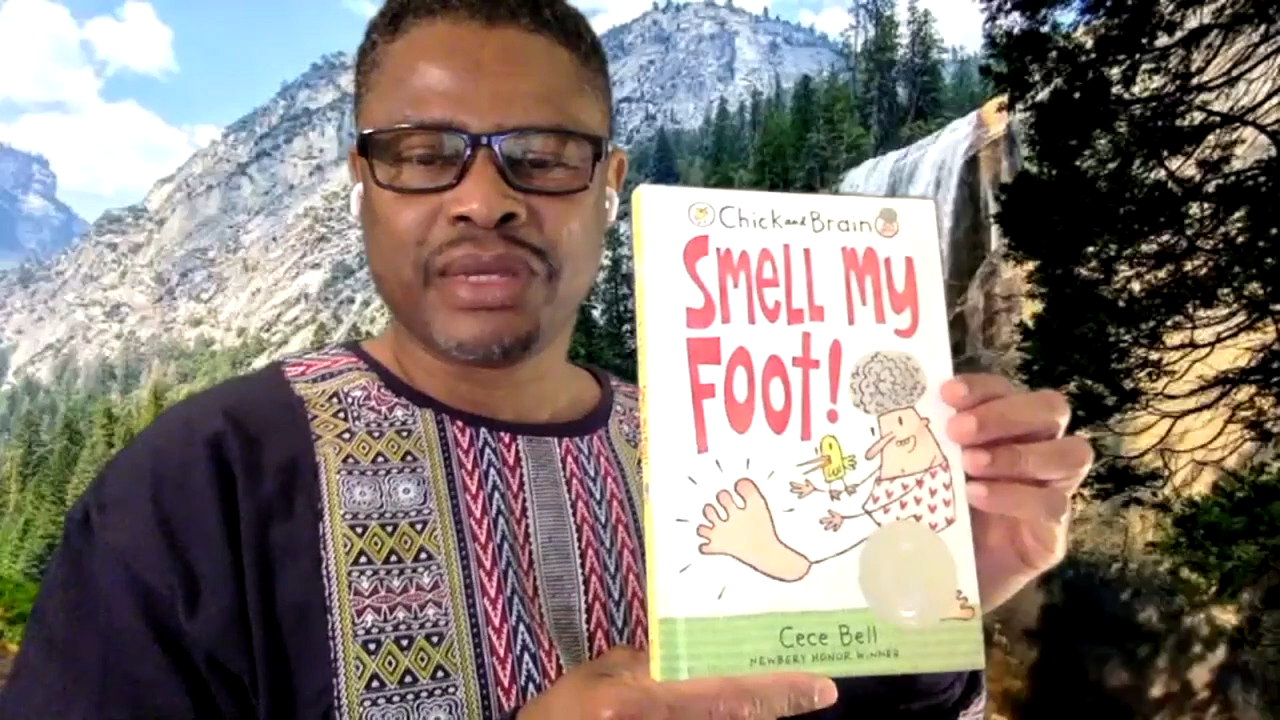 Chick and Brain
SMELL MY
FOOT!
Cece Bell
NEWBERY HONOR WINNER